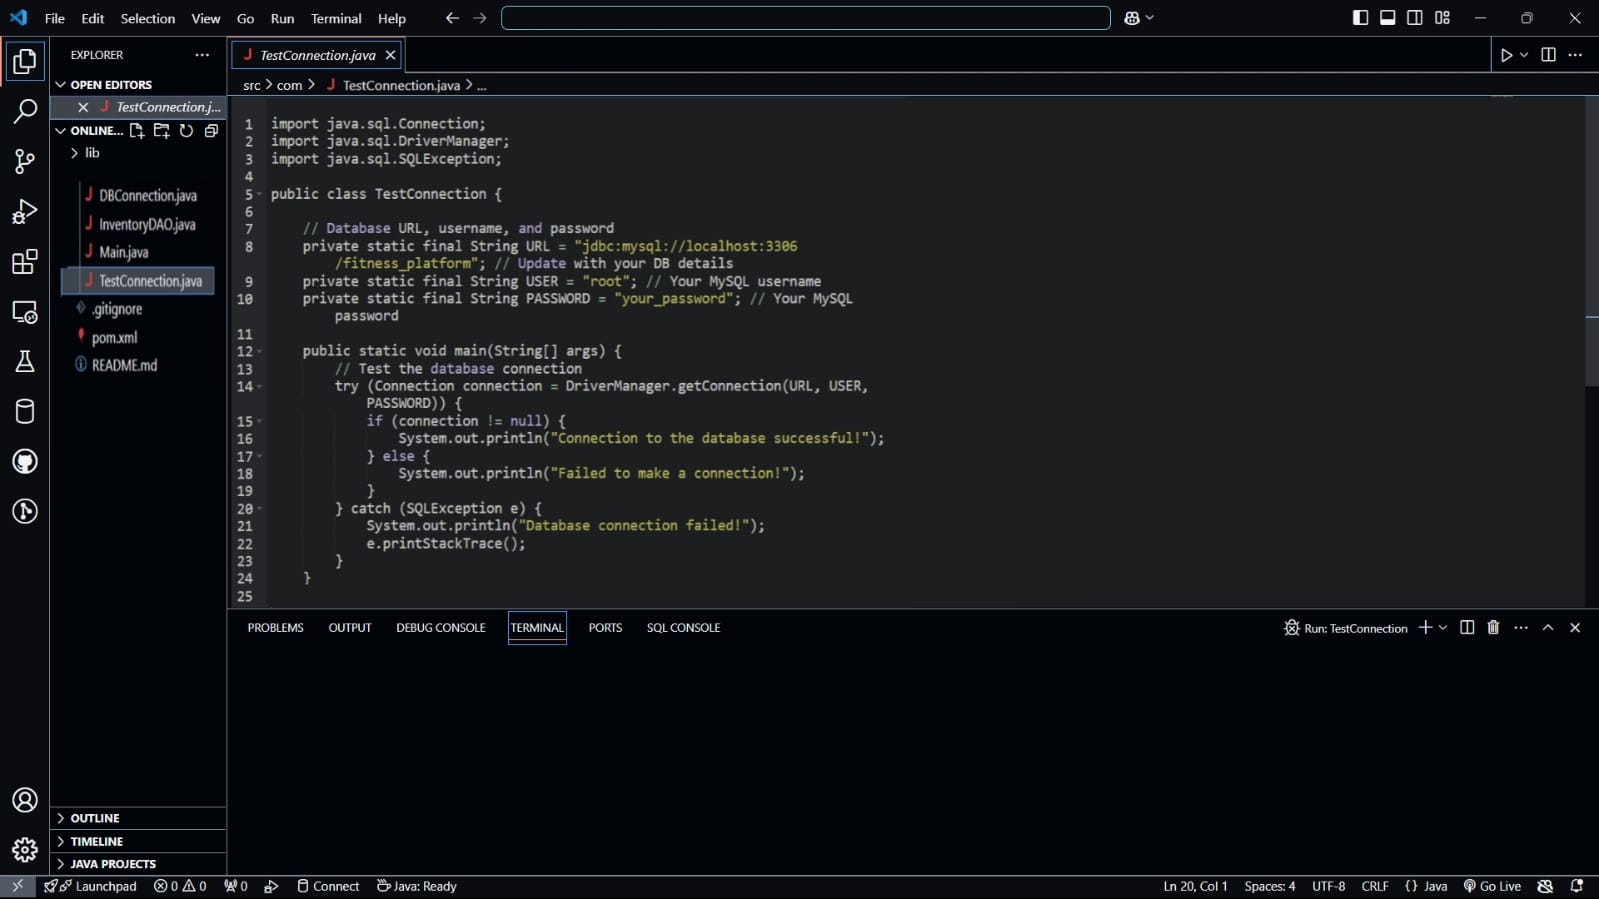 File Edit Selection View Go Run Terminal Help
EXPLORER
OPEN EDITORS
TestConnection.j...
ONLINE...
lib
DBConnection.java
InventoryDAO.java
Main.java
TestConnection.java
.gitignore
pom.xml
README.md
OUTLINE
TIMELINE
JAVA PROJECTS
TestConnection.java
src > com > TestConnection.java > ...
1 import java.sql.Connection;
2 import java.sql.DriverManager;
3 import java.sql.SQLException;
4
5 public class TestConnection {
6
7 // Database URL, username, and password
8 private static final String URL = "jdbc:mysql://localhost:3306
/fitness_platform"; // Update with your DB details
9 private static final String USER = "root"; // Your MySQL username
10 private static final String PASSWORD = "your_password"; // Your MySQL
password
11
12 public static void main(String[] args) {
13 // Test the database connection
14 try (Connection connection = DriverManager.getConnection(URL, USER,
PASSWORD)) {
15 if (connection != null) {
16 System.out.println("Connection to the database successful!");
17 } else {
18 System.out.println("Failed to make a connection!");
19 }
20 } catch (SQLException e) {
21 System.out.println("Database connection failed!");
22 e.printStackTrace();
23 }
24 }
25
PROBLEMS OUTPUT DEBUG CONSOLE TERMINAL PORTS SQL CONSOLE
Run: TestConnection
Launchpad 0 0 0 Connect Java: Ready
Ln 20, Col 1 Spaces: 4 UTF-8 CRLF {} Java Go Live